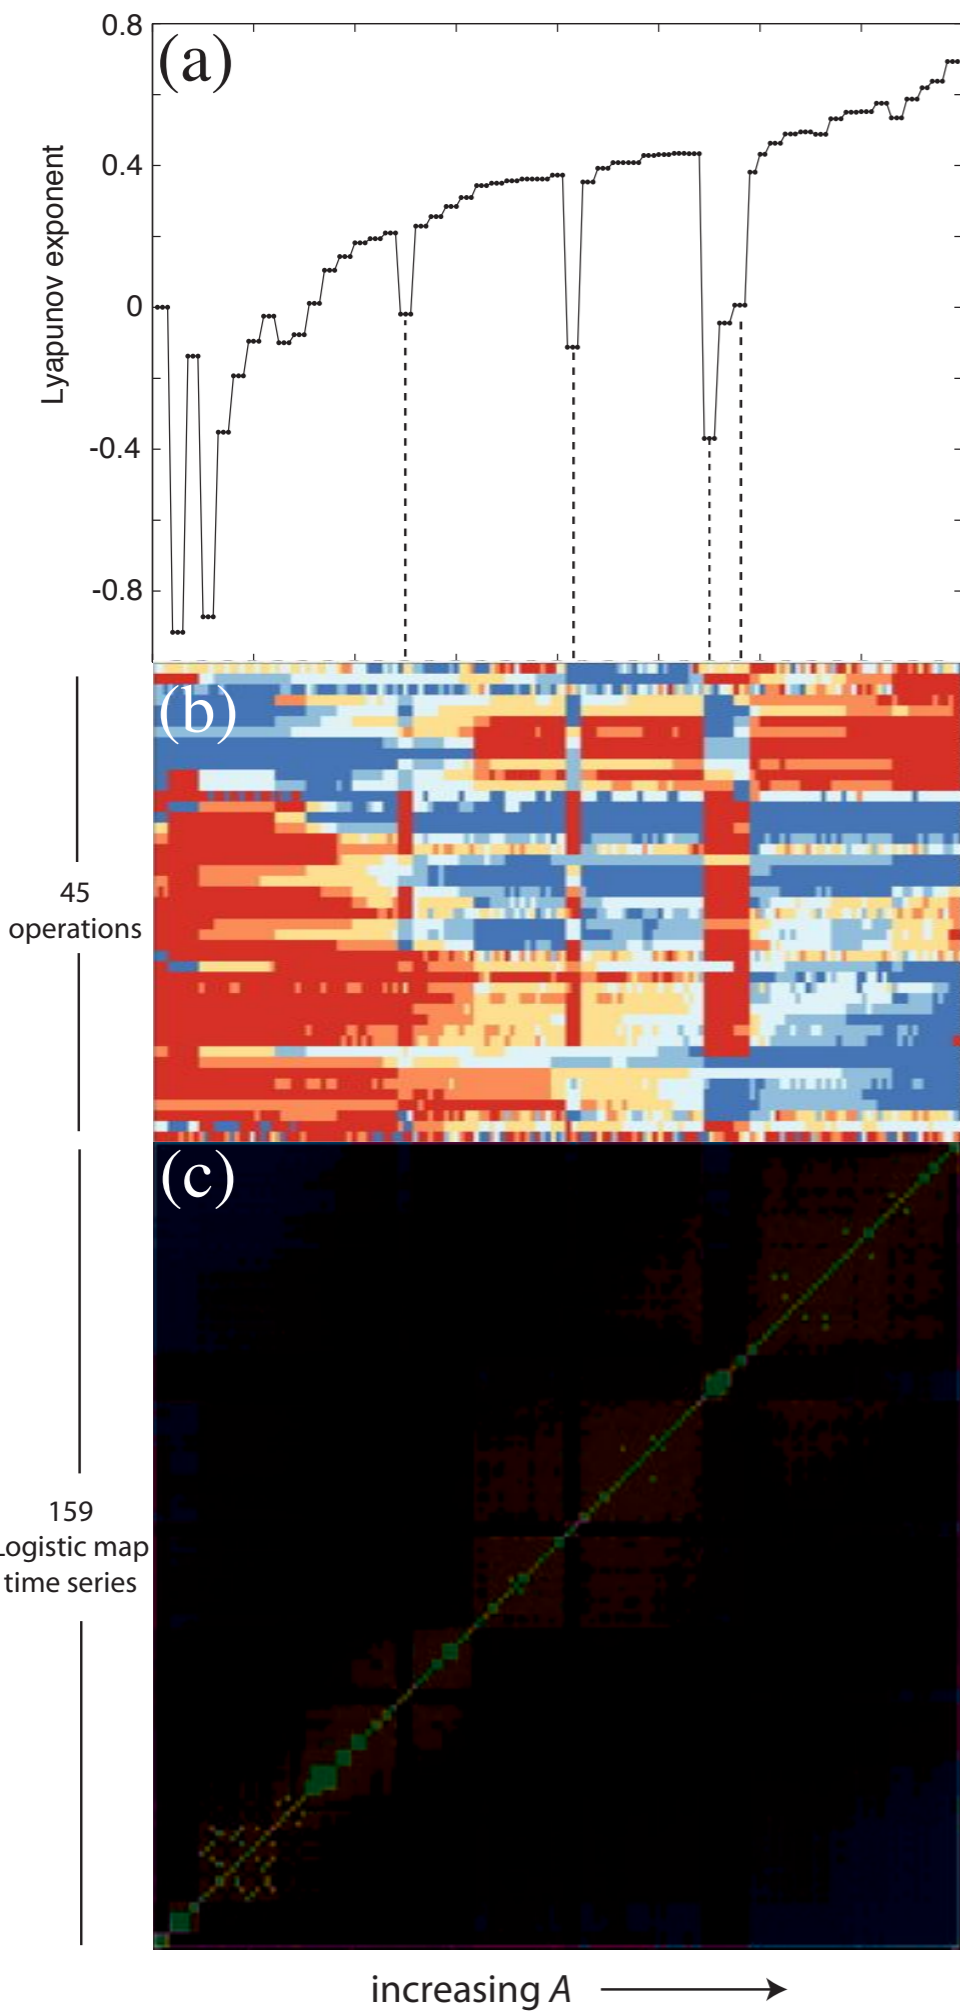 (a)
0.8
0.4
0
-0.4
-0.8
Lyapunov exponent
(b)
45
operations
(c)
159
Logistic map
time series
increasing A